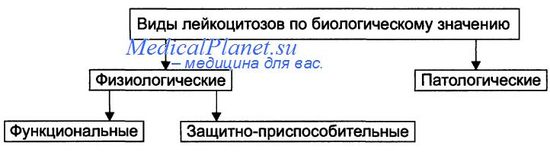 Виды лейкоцитозов по биологическому значению
MedicalPlanet.su
– медицина для вас.
Физиологические
Патологические
Функциональные
Защитно-приспособительные